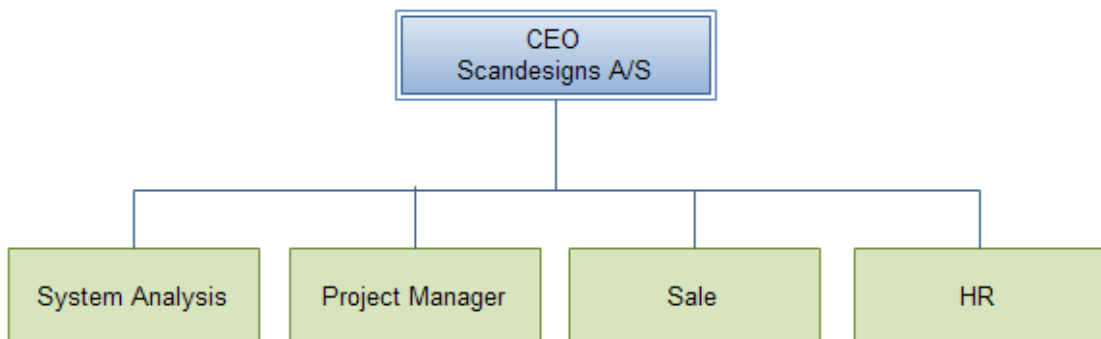 CEO
Scandesigns A/S
System Analysis
Project Manager
Sale
HR